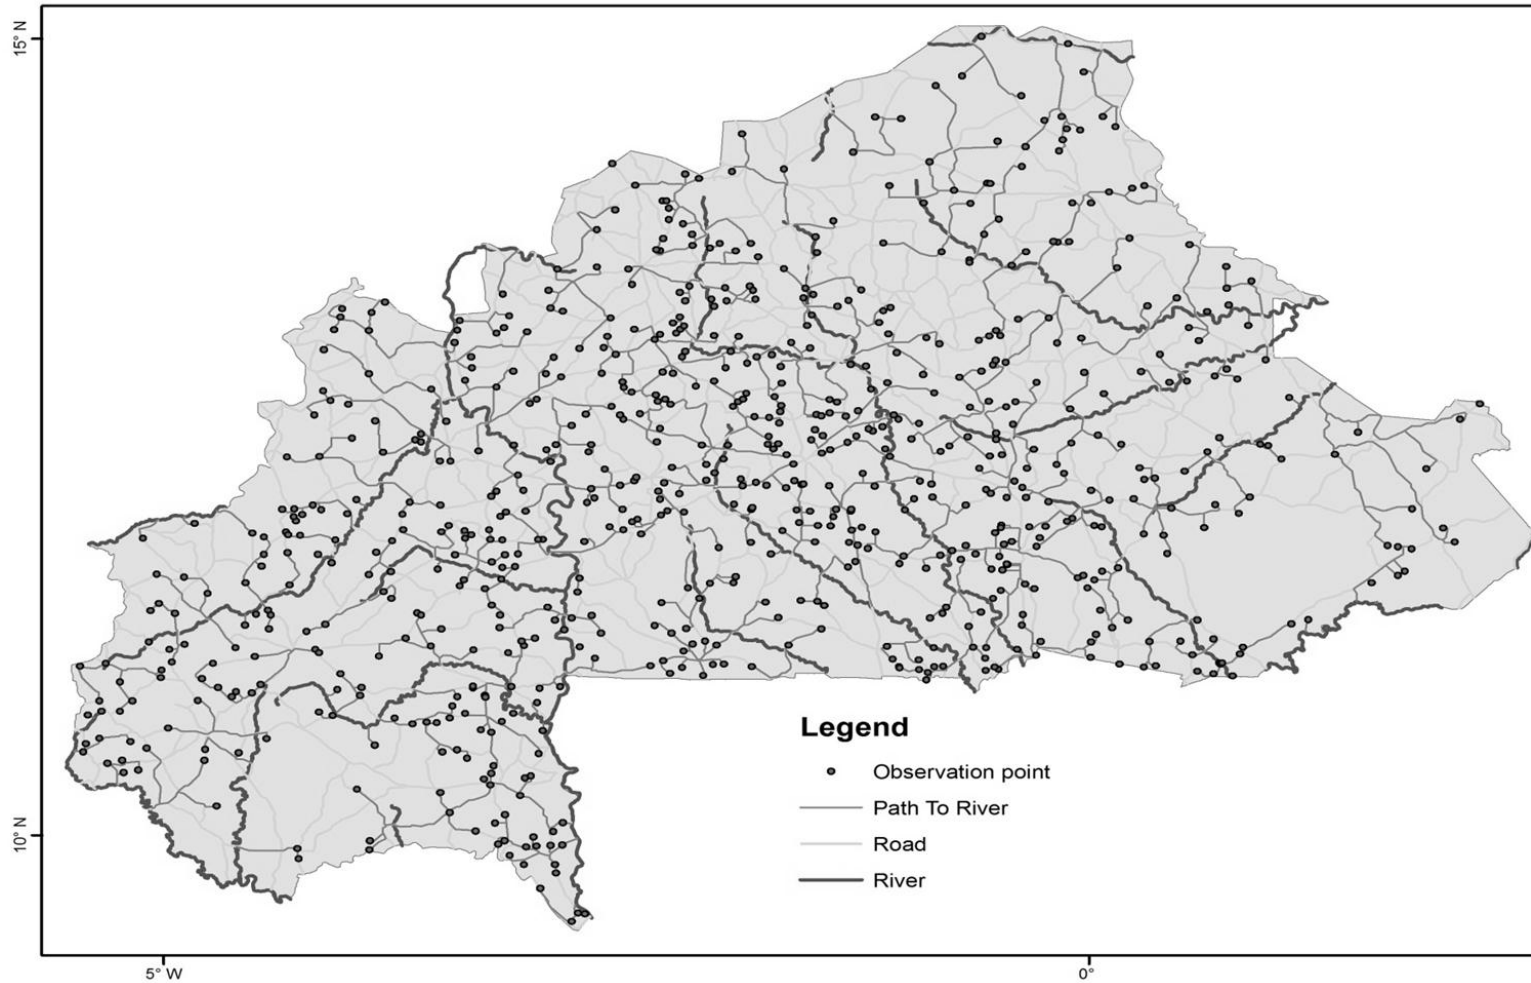 15° N
10° N
5° W
0°
Legend
Observation point
Path To River
Road
River